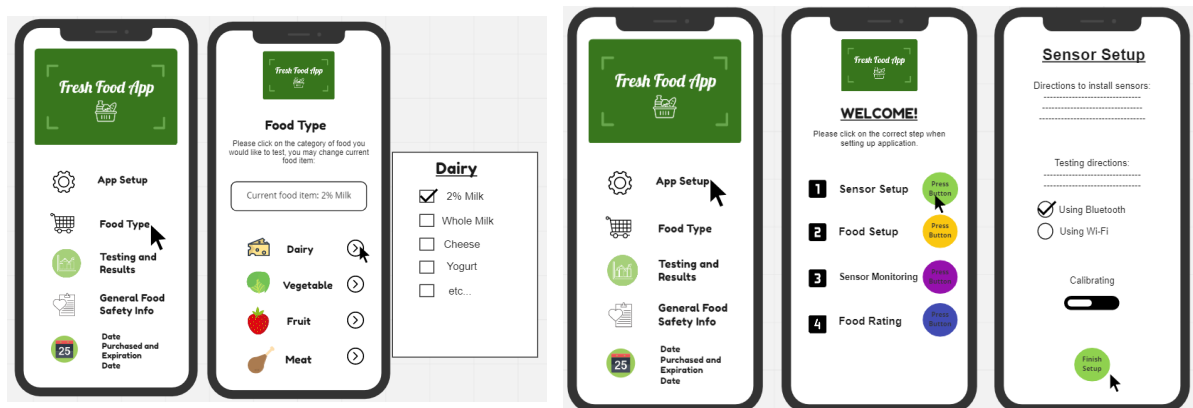 Fresh Food App
App Setup
Food Type
Testing and
Results
General Food
Safety Info
25
Date
Purchased and
Expiration
Date
Fresh Food App
Food Type
Please click on the category of food you
would like to test, you may change current
food item:
Current food item: 2% Milk
Dairy
Vegetable
Fruit
Meat
Dairy
2% Milk
Whole Milk
Cheese
Yogurt
etc...
Fresh Food App
App Setup
Food Type
Testing and
Results
General Food
Safety Info
25
Date
Purchased and
Expiration
Date
Fresh Food App
WELCOME!
Please click on the correct step when
setting up application.
1 Sensor Setup
Press
Button
2 Food Setup
Press
Button
3 Sensor Monitoring
Press
Button
4 Food Rating
Press
Button
Sensor Setup
Directions to install sensors:
Testing directions:
Using Bluetooth
Using Wi-Fi
Calibrating
Finish
Setup